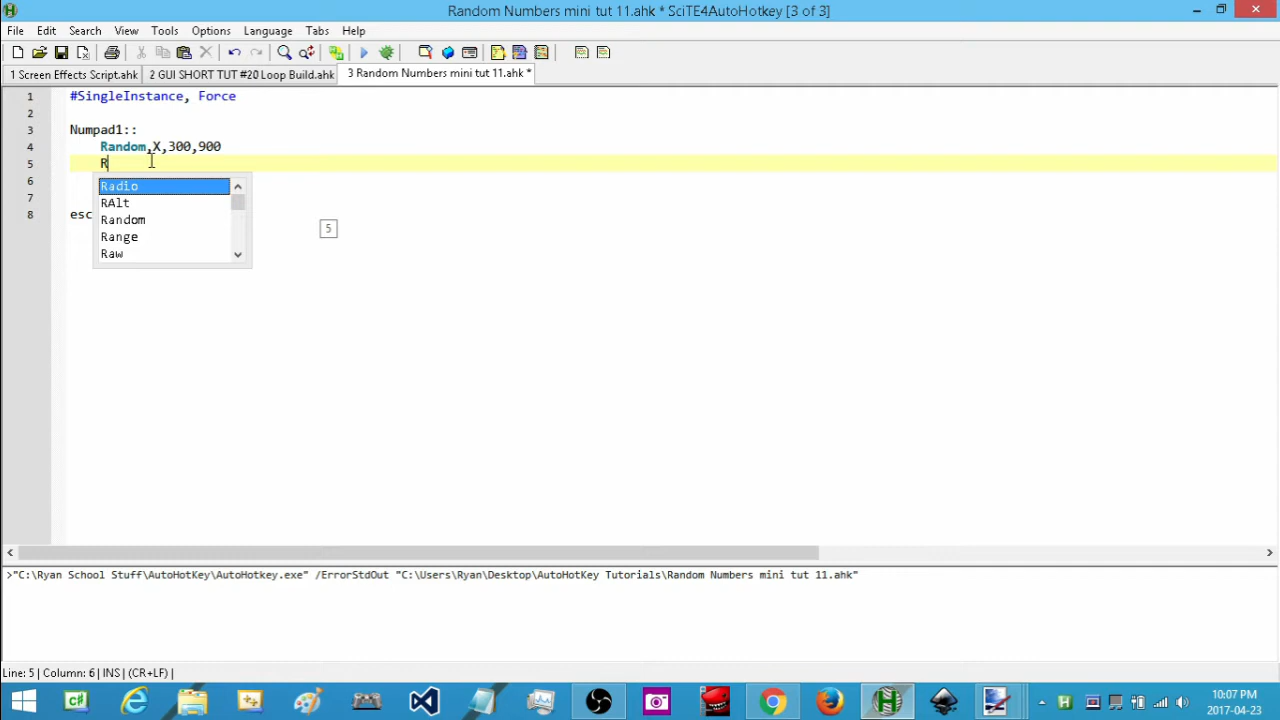 Random Numbers mini tut 11.ahk * SciTE4AutoHotkey [3 of 3]
File Edit Search View Tools Options Language Tabs Help
1 Screen Effects Script.ahk 2 GUI SHORT TUT #20 Loop Build.ahk 3 Random Numbers mini tut 11.ahk *
1 #SingleInstance, Force
2
3 Numpad1::
4 Random,X,300,900
5 R
6 Radio
7 RAlt
8 esc
Random
5
Range
Raw
>"C:\Ryan School Stuff\AutoHotKey\AutoHotkey.exe" /ErrorStdOut "C:\Users\Ryan\Desktop\AutoHotKey Tutorials\Random Numbers mini tut 11.ahk"
Line: 5 | Column: 6 | INS | (CR+LF) |
10:07 PM
2017-04-23